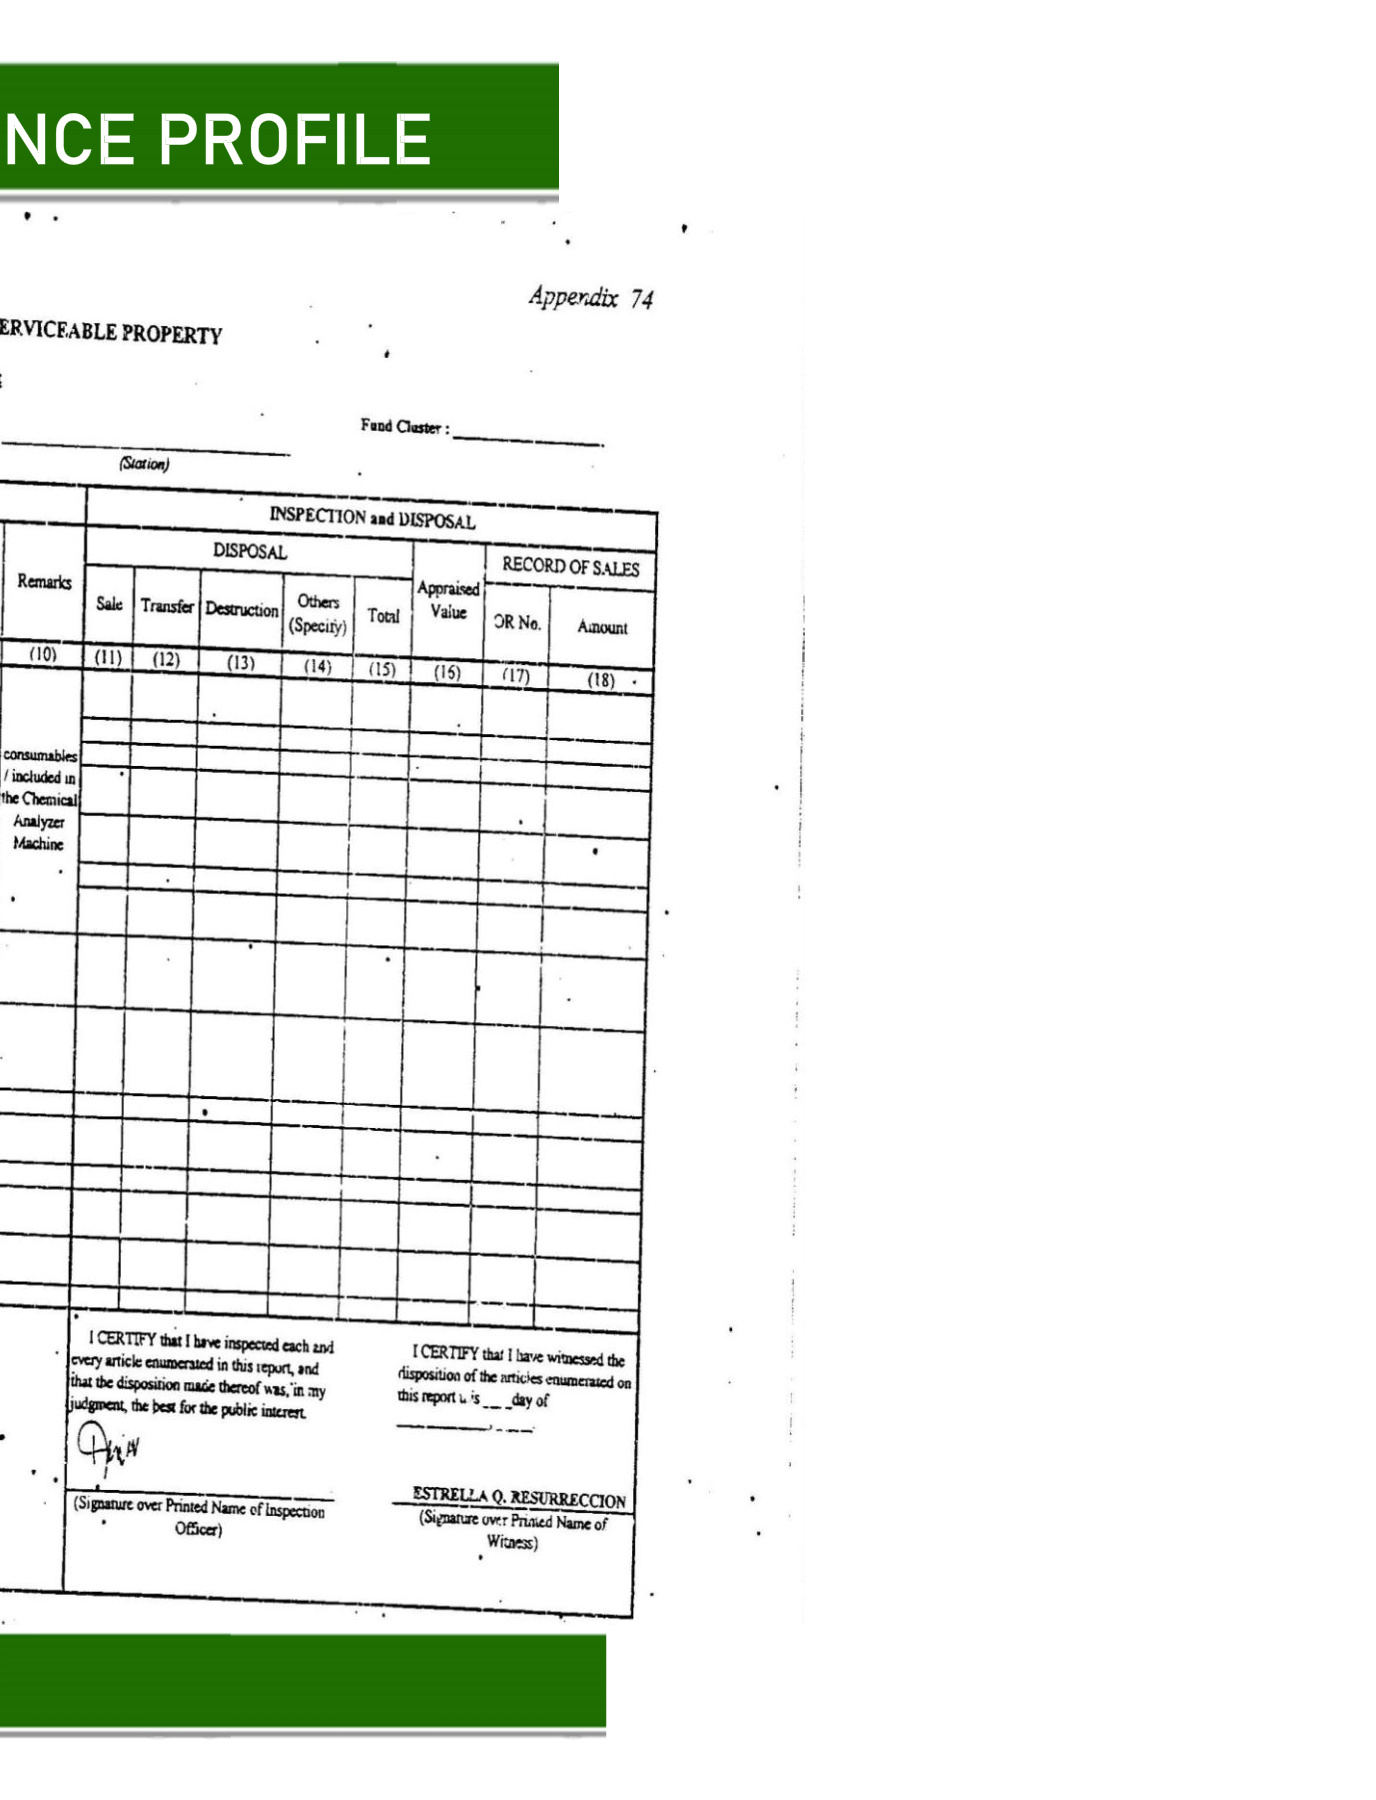 NCE PROFILE
Appendix 74
ERVICEABLE PROPERTY
Fund Cluster :
(Station)
INSPECTION and DISPOSAL
DISPOSAL
RECORD OF SALES
Remarks
Sale
Transfer
Destruction
Others
(Specify)
Total
Appraised
Value
OR No.
Amount
(10)
(11)
(12)
(13)
(14)
(15)
(16)
(17)
(18)
consumables
/ included in
the Chemical
Analyzer
Machine
I CERTIFY that I have inspected each and
every article enumerated in this report, and
that the disposition made thereof was, in my
judgment, the best for the public interest.
I CERTIFY that I have witnessed the
disposition of the articles enumerated on
this report day of
ESTRELLA Q. RESURRECCION
(Signature over Printed Name of Inspection
Officer)
(Signature over Printed Name of
Witness)